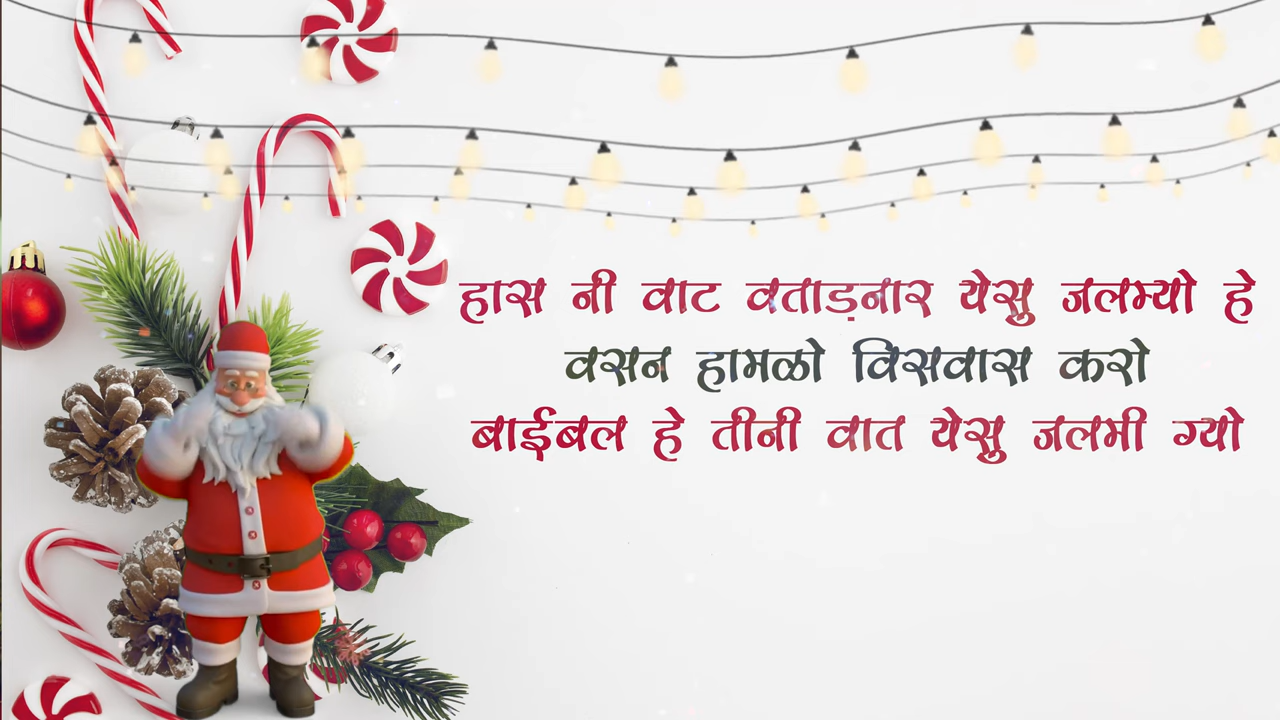 हास नी वाट वताड़नार येसु जलम्यो हे
वसन हामळो विसवास करो
बाईबल हे तीनी वात येसु जलमी ग्यो